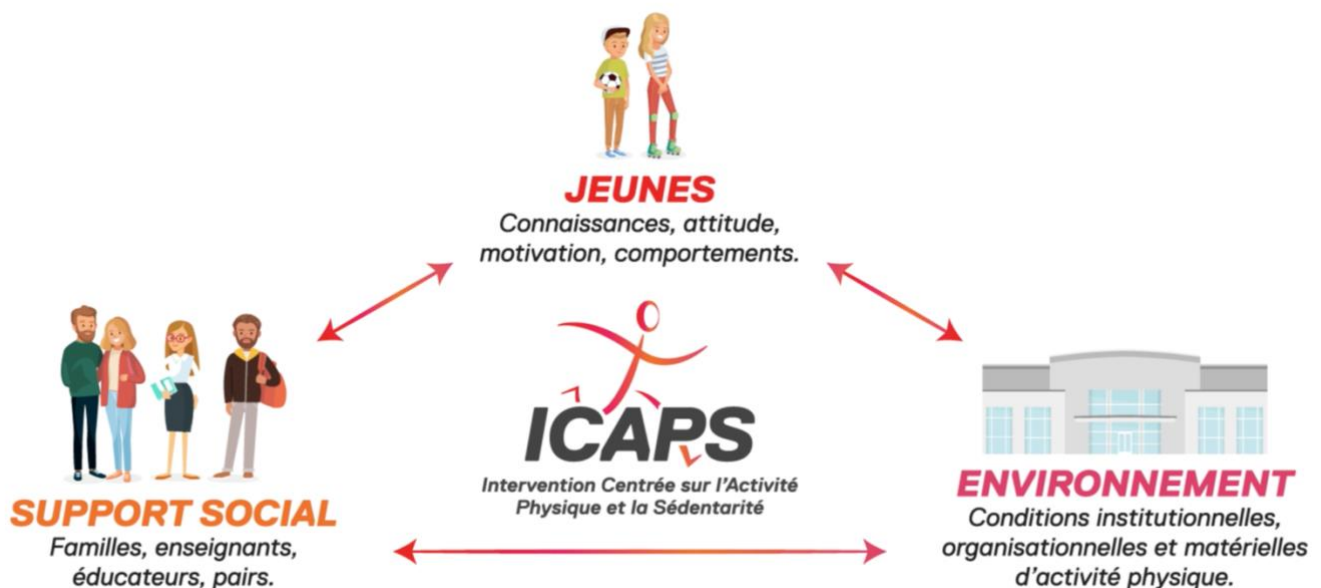 JEUNES
Connaissances, attitude,
motivation, comportements.
ICAPS
Intervention Centrée sur l'Activité
Physique et la Sédentarité
SUPPORT SOCIAL
Familles, enseignants,
éducateurs, pairs.
ENVIRONNEMENT
Conditions institutionnelles,
organisationnelles et matérielles
d'activité physique.